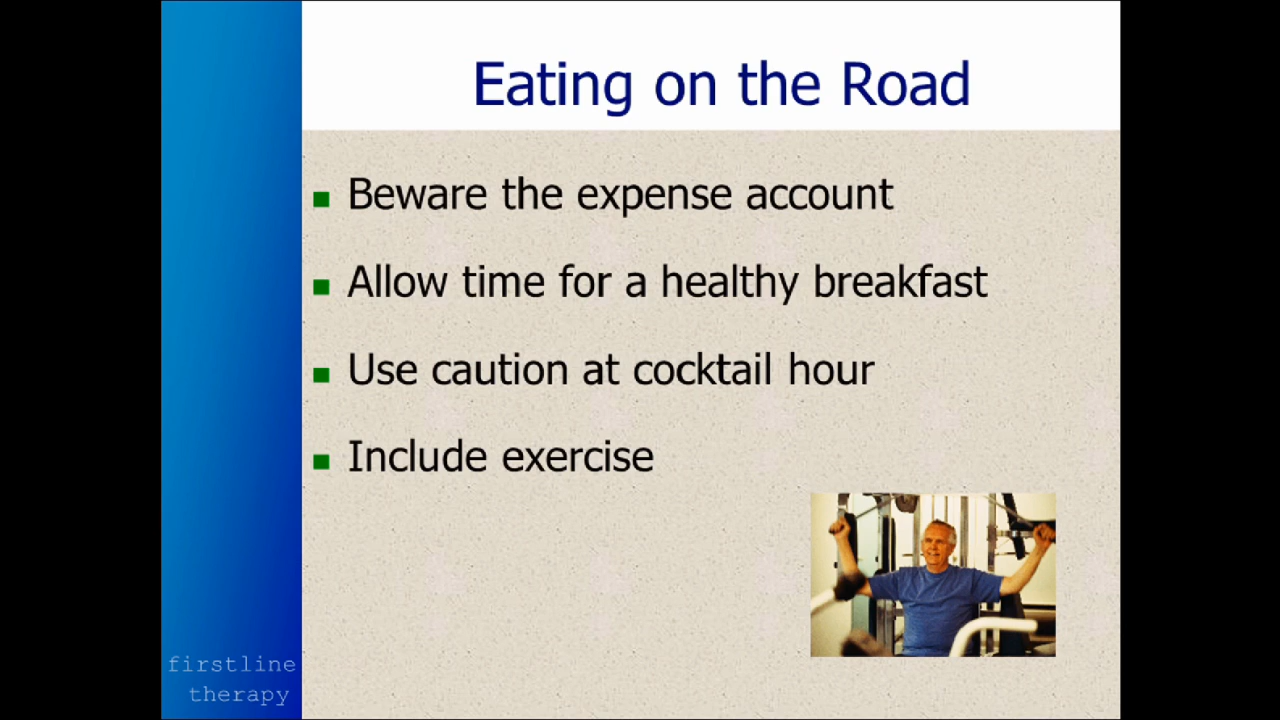 Eating on the Road
Beware the expense account
Allow time for a healthy breakfast
Use caution at cocktail hour
Include exercise
firstline
therapy